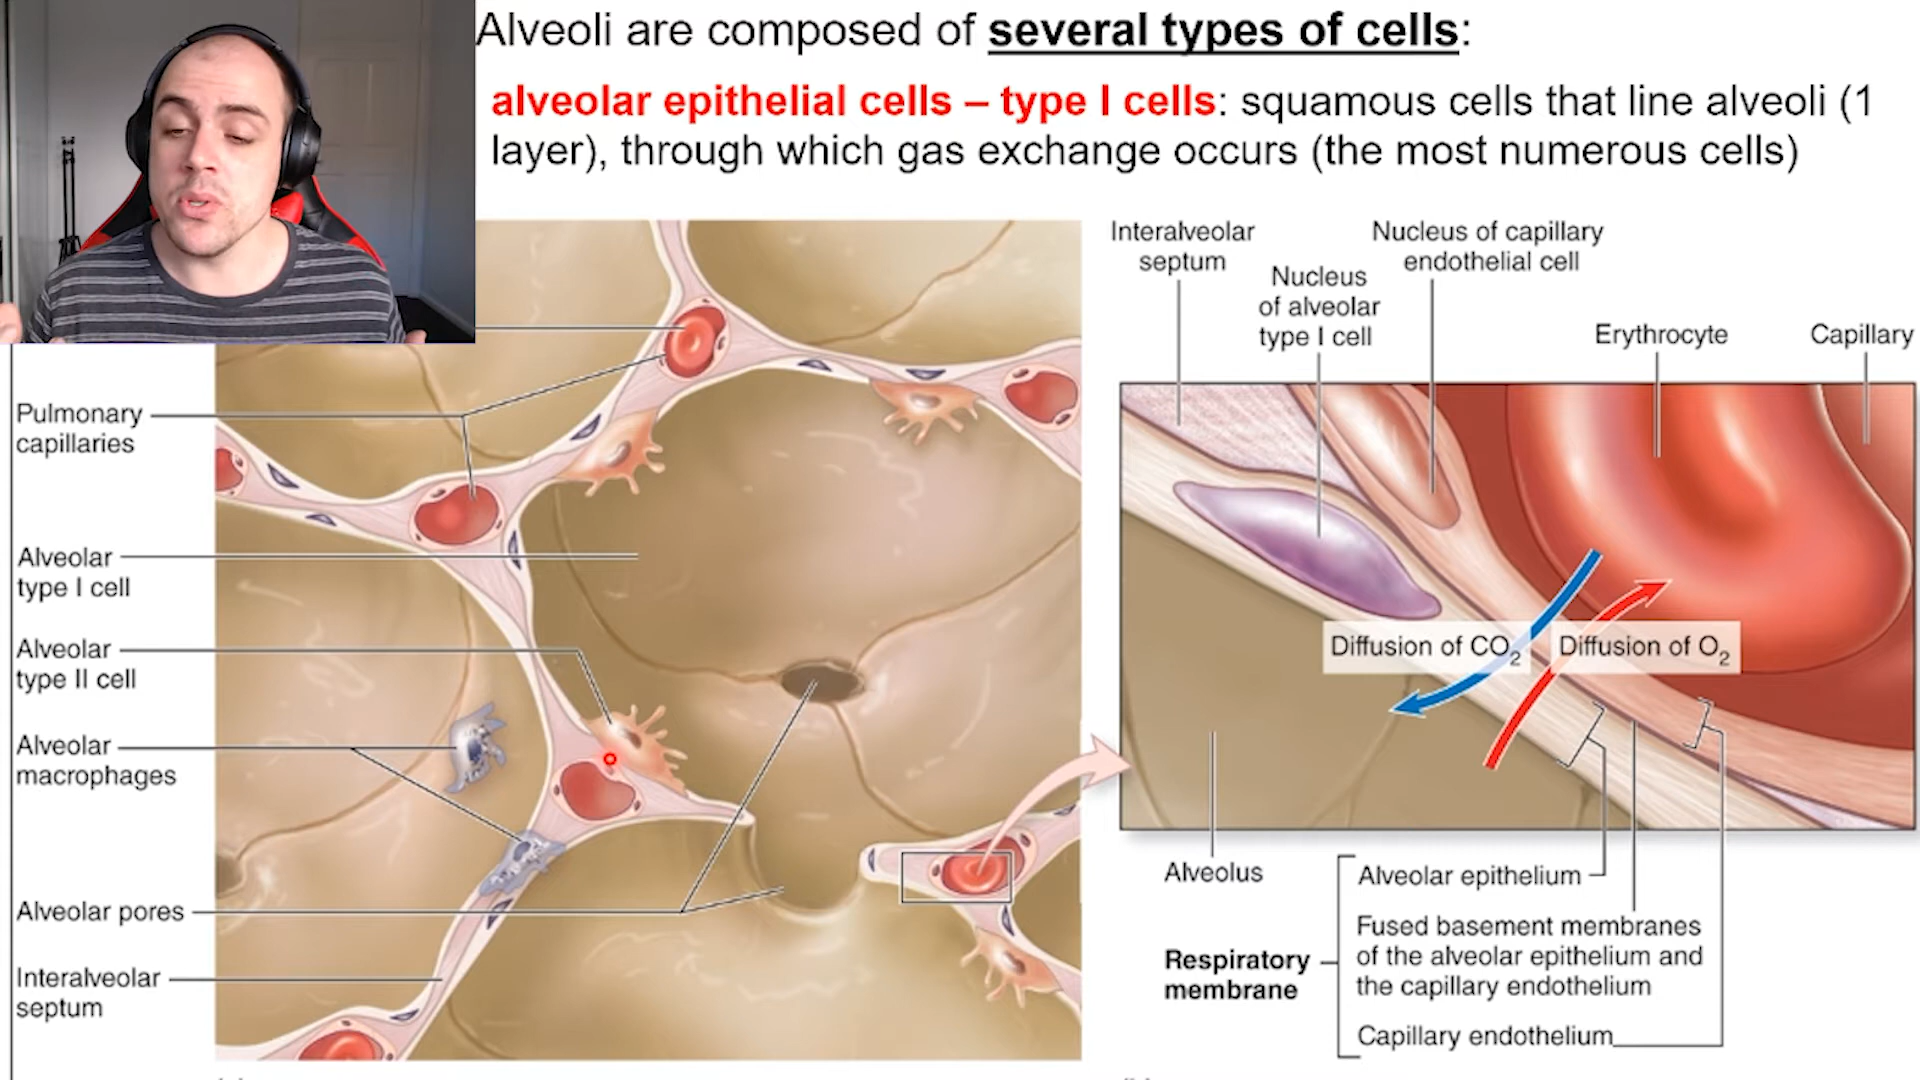 Alveoli are composed of several types of cells:
alveolar epithelial cells – type I cells: squamous cells that line alveoli (1
layer), through which gas exchange occurs (the most numerous cells)
Pulmonary
capillaries
Alveolar
type I cell
Alveolar
type II cell
Alveolar
macrophages
Alveolar pores
Interalveolar
septum
Interalveolar
septum
Nucleus
of alveolar
type I cell
Nucleus of capillary
endothelial cell
Erythrocyte
Capillary
Diffusion of CO2
Diffusion of O2
Alveolus
Respiratory
membrane
Alveolar epithelium
Fused basement membranes
of the alveolar epithelium and
the capillary endothelium
Capillary endothelium